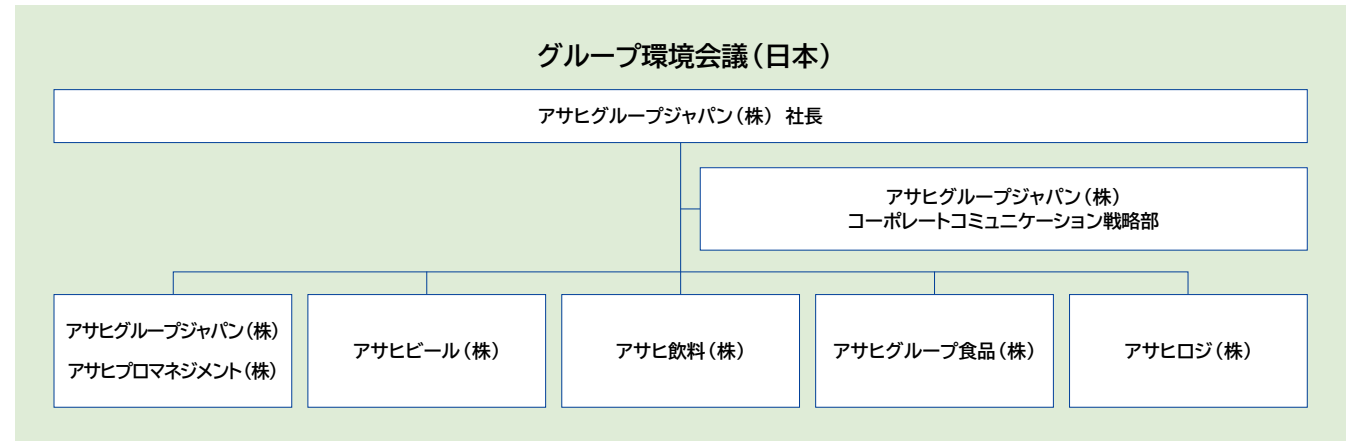 グループ環境会議(日本)
アサヒグループジャパン(株) 社長
アサヒグループジャパン(株)
コーポレートコミュニケーション戦略部
アサヒグループジャパン(株)
アサヒプロマネジメント(株)
アサヒビール(株)
アサヒ飲料(株)
アサヒグループ食品(株)
アサヒロジ(株)